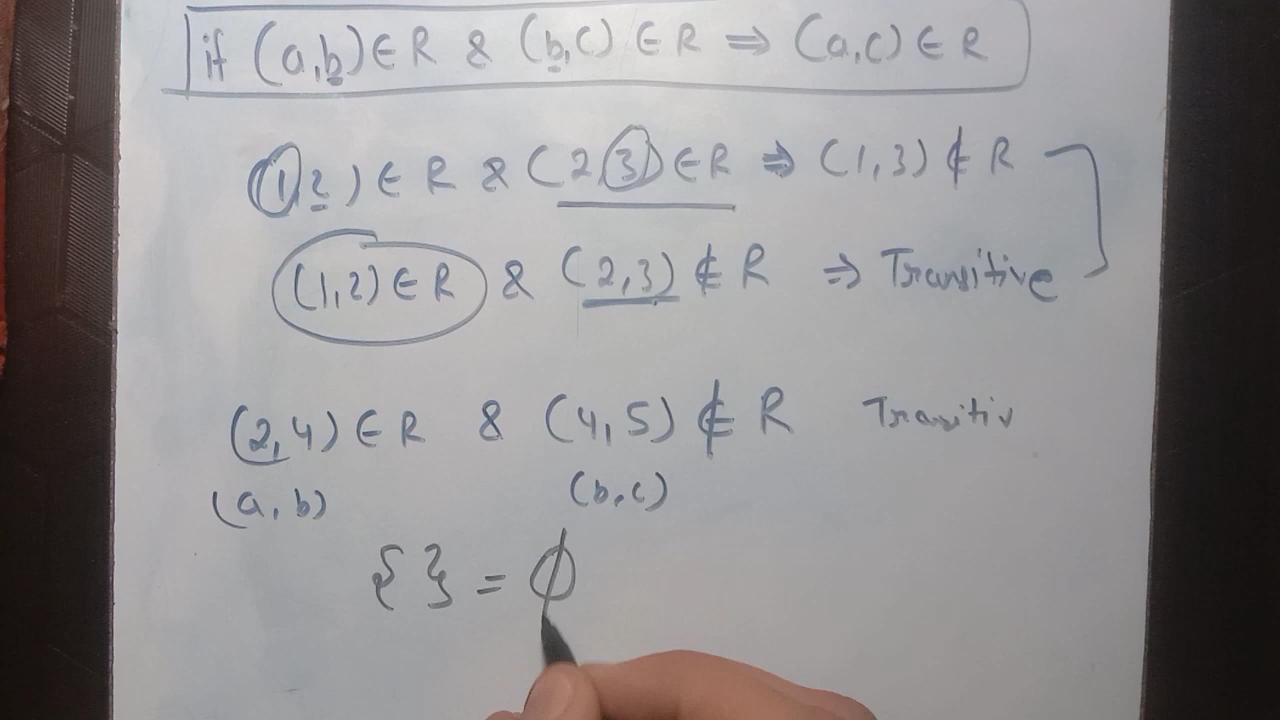 if (a,b)∈R & (b,c)∈R ⇒ (a,c)∈R
(1,2)∈R & (2,3)∈R ⇒ (1,3)∉R
(1,2)∈R & (2,3)∉R ⇒ Transitive
(2,4)∈R & (4,5)∉R Transitiv
(a,b) (b,c)
{ } = ϕ